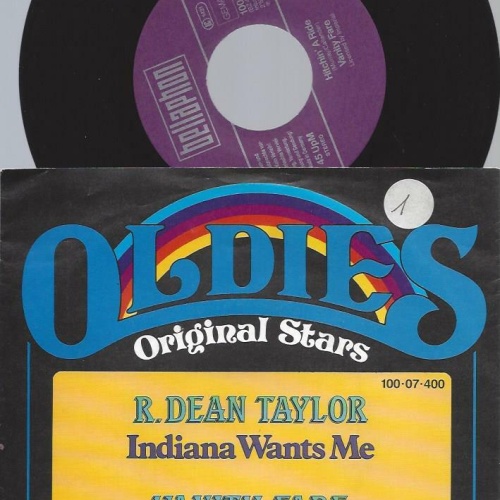 bellaphon
Hitchin' A Ride
Vanity Fare
45 UpM
STEREO
1
OLDIES
Original Stars
100·07·400
R. DEAN TAYLOR
Indiana Wants Me